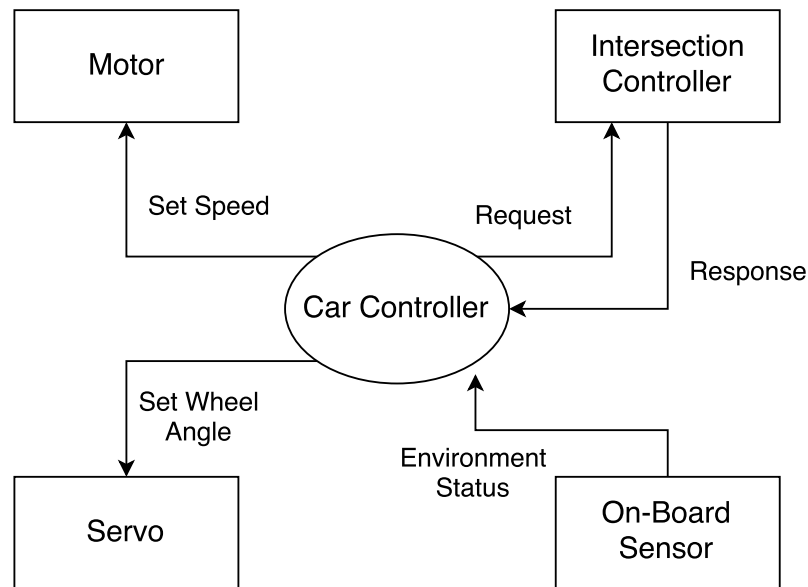 Motor
Intersection
Controller
Set Speed
Request
Response
Car Controller
Set Wheel
Angle
Environment
Status
Servo
On-Board
Sensor